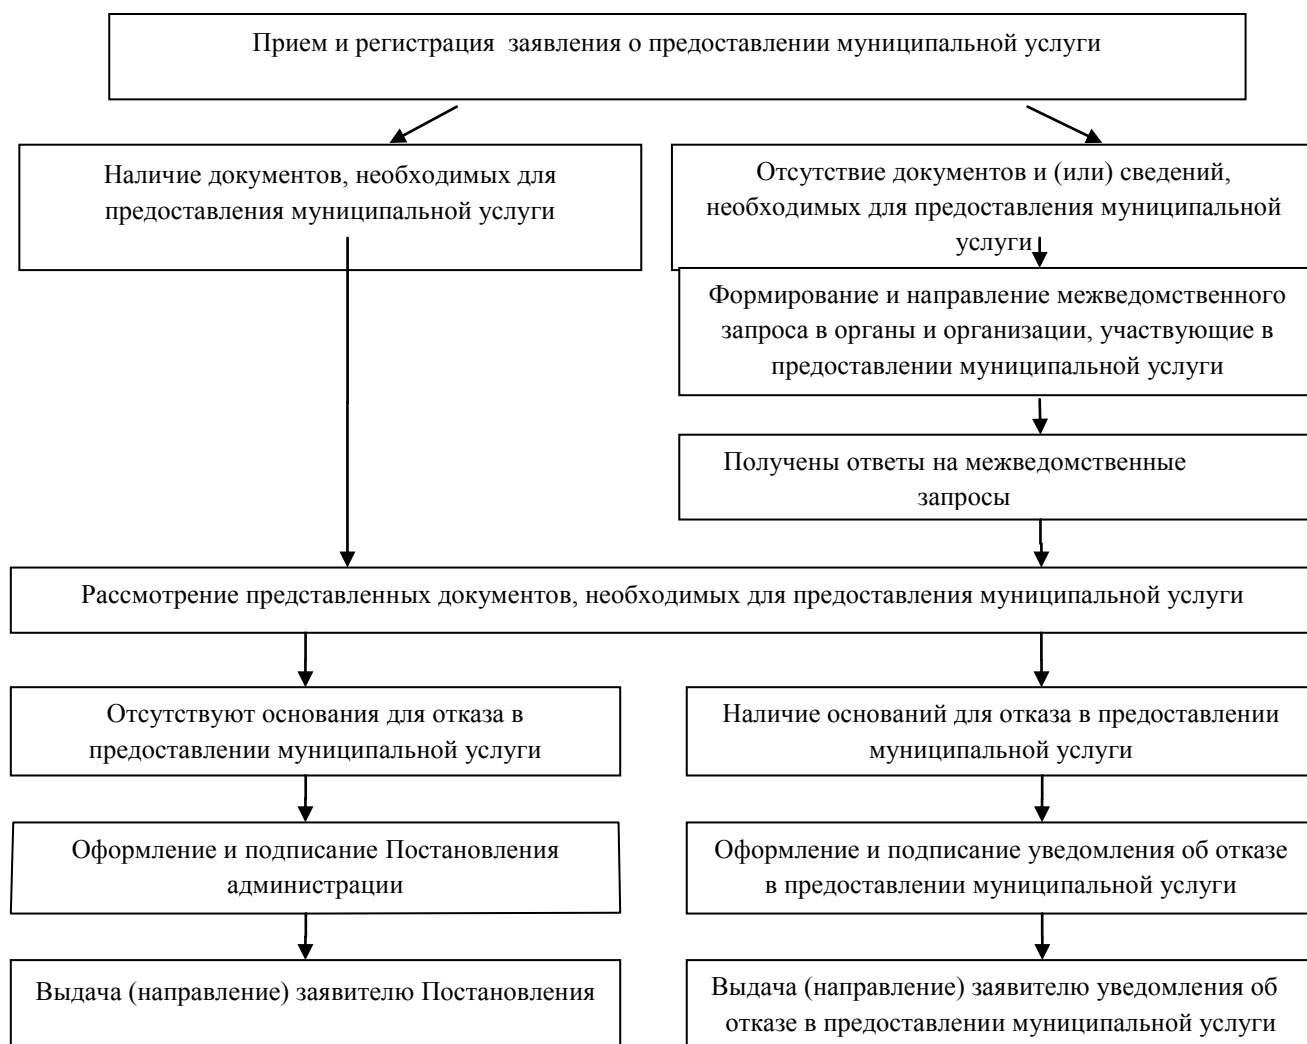 Прием и регистрация  заявления о предоставлении муниципальной услуги
Наличие документов, необходимых для
предоставления муниципальной услуги
Отсутствие документов и (или) сведений,
необходимых для предоставления муниципальной
услуги
Формирование и направление межведомственного
запроса в органы и организации, участвующие в
предоставлении муниципальной услуги
Получены ответы на межведомственные
запросы
Рассмотрение представленных документов, необходимых для предоставления муниципальной услуги
Отсутствуют основания для отказа в
предоставлении муниципальной услуги
Наличие оснований для отказа в предоставлении
муниципальной услуги
Оформление и подписание Постановления
администрации
Оформление и подписание уведомления об отказе
в предоставлении муниципальной услуги
Выдача (направление) заявителю Постановления
Выдача (направление) заявителю уведомления об
отказе в предоставлении муниципальной услуги